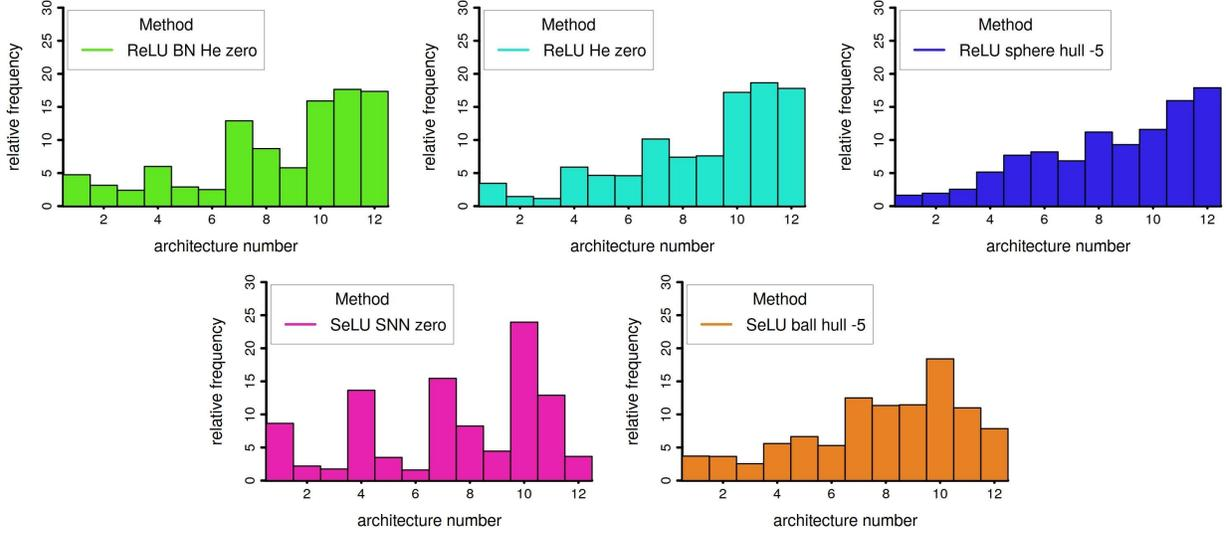 relative frequency
0 5 10 15 20 25 30
Method
ReLU BN He zero
2 4 6 8 10 12
architecture number
relative frequency
0 5 10 15 20 25 30
Method
ReLU He zero
2 4 6 8 10 12
architecture number
relative frequency
0 5 10 15 20 25 30
Method
ReLU sphere hull -5
2 4 6 8 10 12
architecture number
relative frequency
0 5 10 15 20 25 30
Method
SeLU SNN zero
2 4 6 8 10 12
architecture number
relative frequency
0 5 10 15 20 25 30
Method
SeLU ball hull -5
2 4 6 8 10 12
architecture number